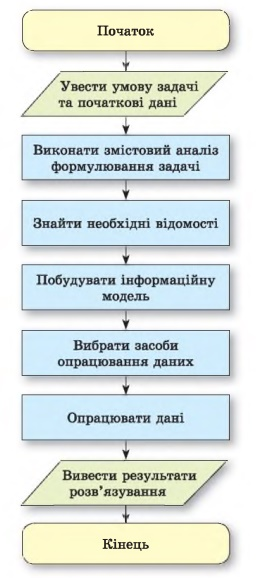 Початок
Увести умову задачі
та початкові дані
Виконати змістовий аналіз
формулювання задачі
Знайти необхідні відомості
Побудувати інформаційну
модель
Вибрати засоби
опрацювання даних
Опрацювати дані
Вивести результати
розв'язування
Кінець